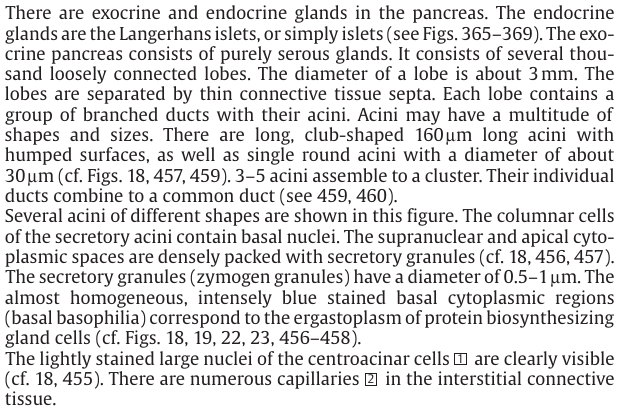 There are exocrine and endocrine glands in the pancreas. The endocrine
glands are the Langerhans islets, or simply islets (see Figs. 365–369). The exo-
crine pancreas consists of purely serous glands. It consists of several thou-
sand loosely connected lobes. The diameter of a lobe is about 3 mm. The
lobes are separated by thin connective tissue septa. Each lobe contains a
group of branched ducts with their acini. Acini may have a multitude of
shapes and sizes. There are long, club-shaped 160 µm long acini with
humped surfaces, as well as single round acini with a diameter of about
30 µm (cf. Figs. 18, 457, 459). 3–5 acini assemble to a cluster. Their individual
ducts combine to a common duct (see 459, 460).
Several acini of different shapes are shown in this figure. The columnar cells
of the secretory acini contain basal nuclei. The supranuclear and apical cyto-
plasmic spaces are densely packed with secretory granules (cf. 18, 456, 457).
The secretory granules (zymogen granules) have a diameter of 0.5–1 µm. The
almost homogeneous, intensely blue stained basal cytoplasmic regions
(basal basophilia) correspond to the ergastoplasm of protein biosynthesizing
gland cells (cf. Figs. 18, 19, 22, 23, 456–458).
The lightly stained large nuclei of the centroacinar cells 1 are clearly visible
(cf. 18, 455). There are numerous capillaries 2 in the interstitial connective
tissue.